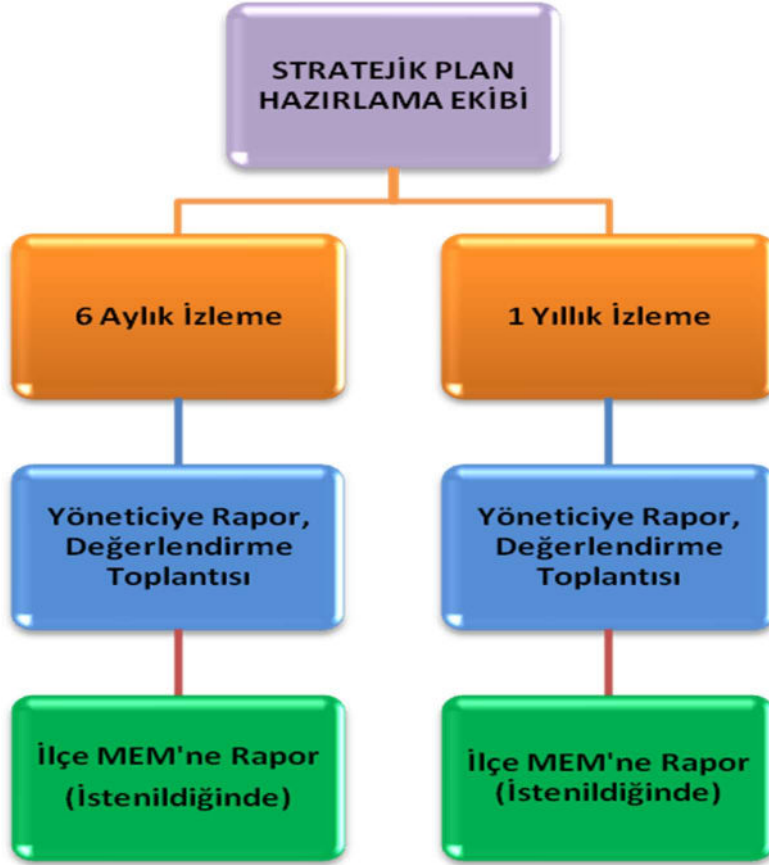 STRATEJİK PLAN
HAZIRLAMA EKİBİ
6 Aylık İzleme
1 Yıllık İzleme
Yöneticiye Rapor,
Değerlendirme
Toplantısı
Yöneticiye Rapor,
Değerlendirme
Toplantısı
İlçe MEM'ne Rapor
(İstenildiğinde)
İlçe MEM'ne Rapor
(İstenildiğinde)